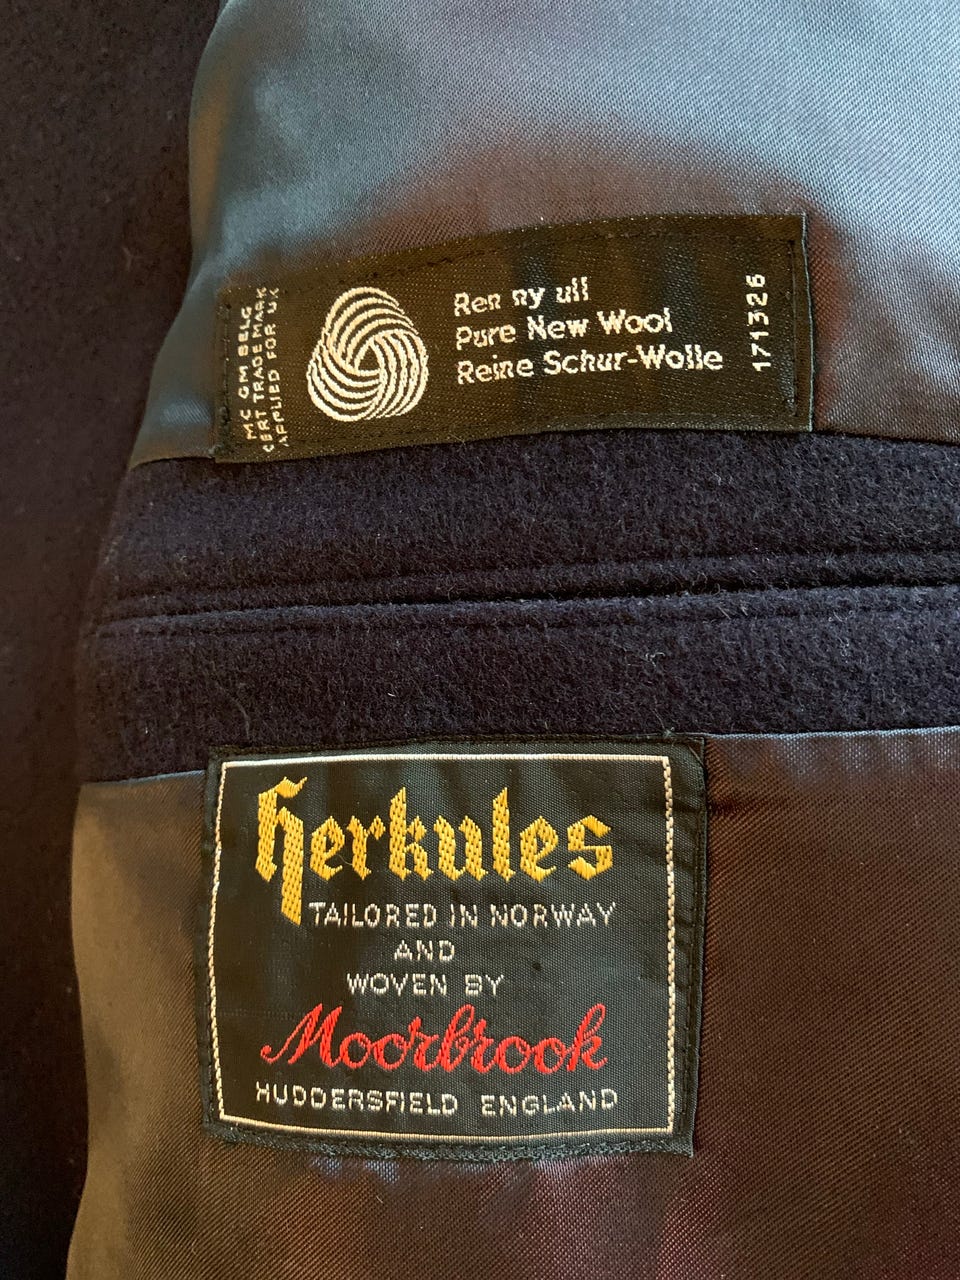 MC GM BELG
CERT TRADE MARK
APPLIED FOR UK
Ren ny ull
Pure New Wool
Reine Schur-Wolle
171326
herkules
TAILORED IN NORWAY
AND
WOVEN BY
Moorbrook
HUDDERSFIELD ENGLAND